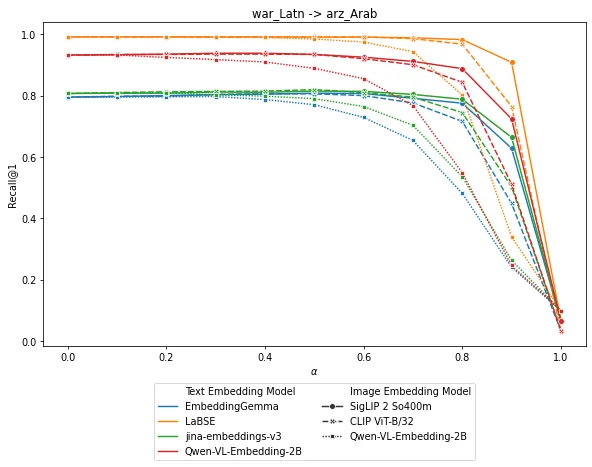 war_Latn -> arz_Arab
Recall@1
1.0
0.8
0.6
0.4
0.2
0.0
0.0 0.2 0.4 0.6 0.8 1.0
α
Text Embedding Model
EmbeddingGemma
LaBSE
jina-embeddings-v3
Qwen-VL-Embedding-2B
Image Embedding Model
SigLIP 2 So400m
CLIP ViT-B/32
Qwen-VL-Embedding-2B